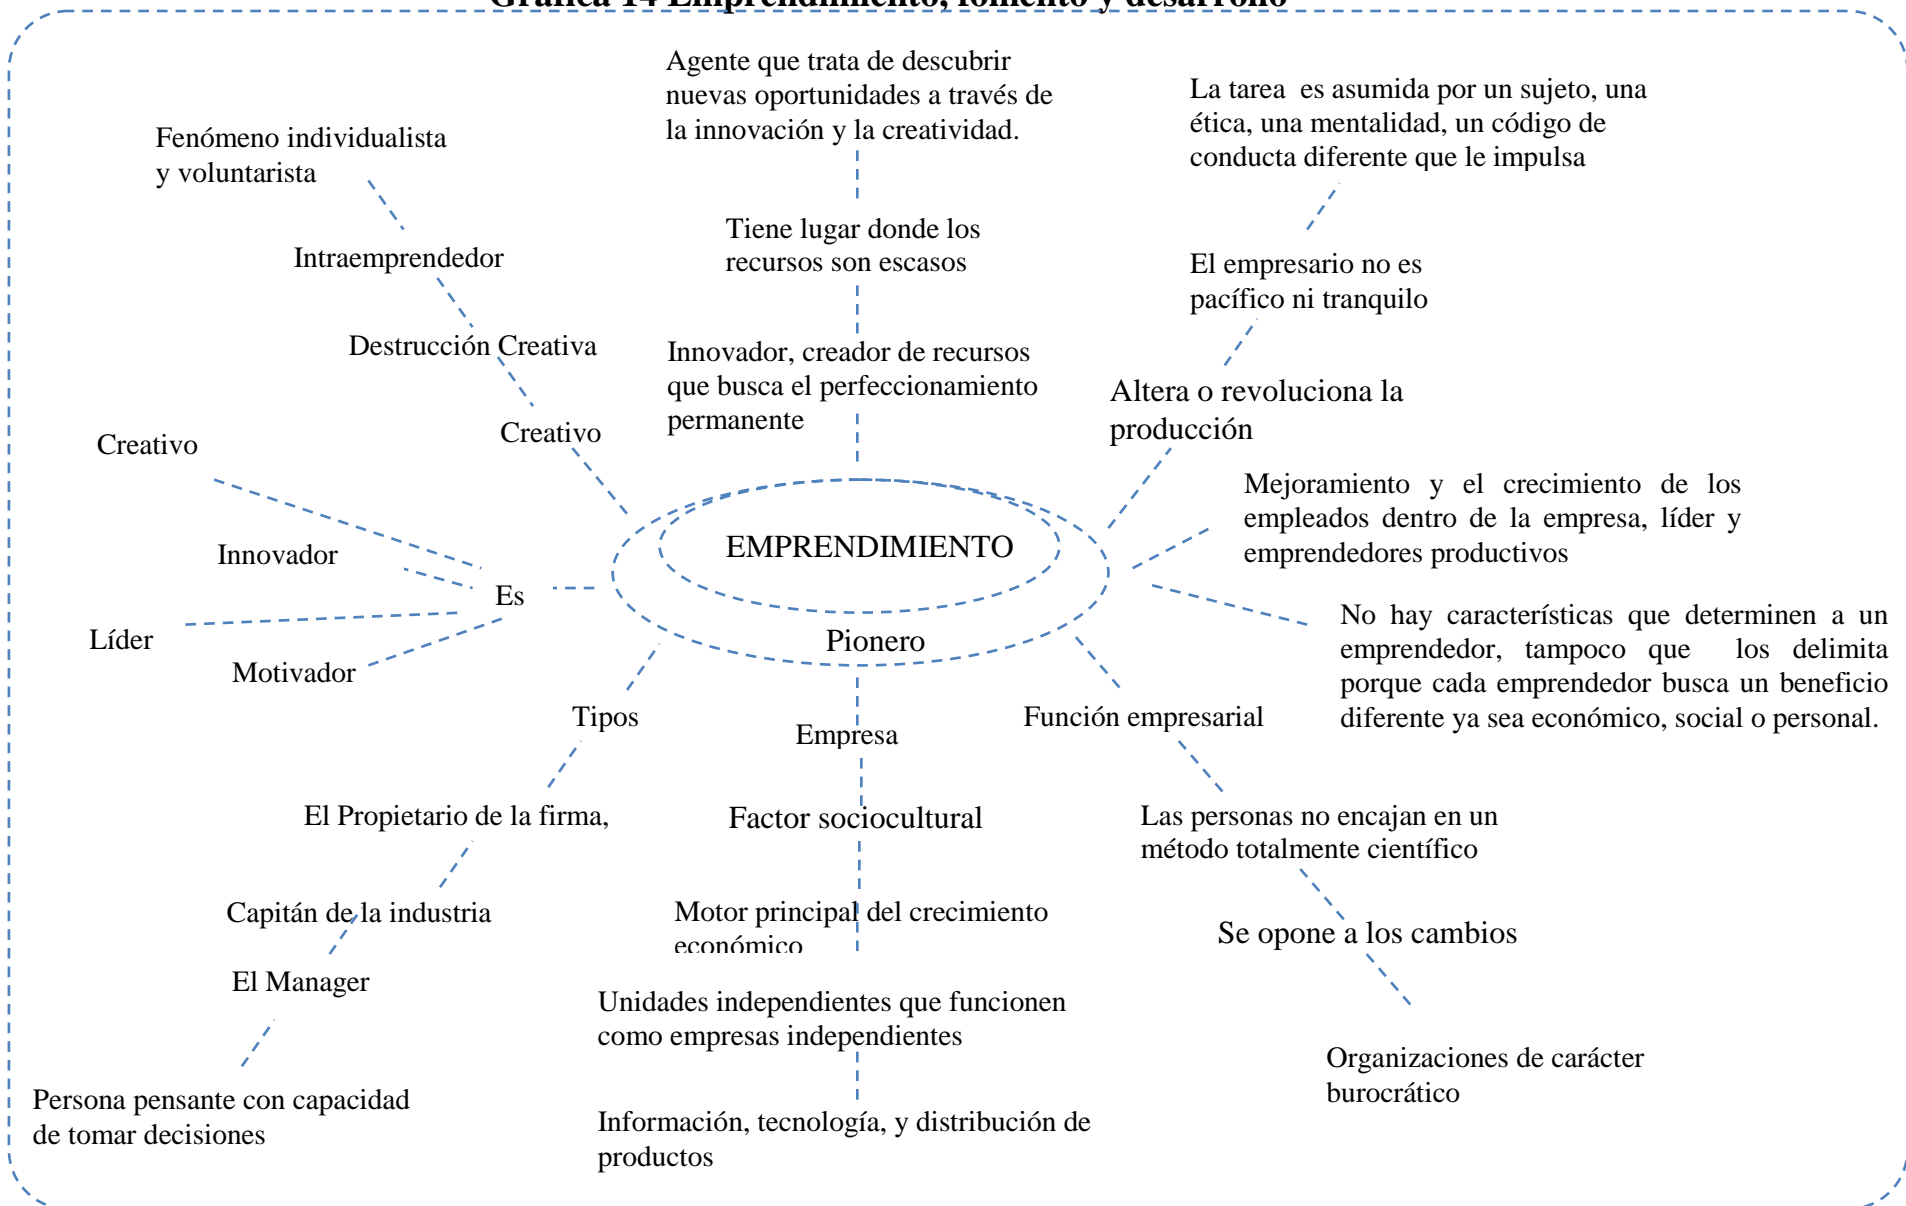 Gráfica 14 Emprendimiento, fomento y desarrollo
Agente que trata de descubrir
nuevas oportunidades a través de
la innovación y la creatividad.
La tarea es asumida por un sujeto, una
ética, una mentalidad, un código de
conducta diferente que le impulsa
Fenómeno individualista
y voluntarista
Tiene lugar donde los
recursos son escasos
Intraemprendedor
El empresario no es
pacífico ni tranquilo
Destrucción Creativa
Innovador, creador de recursos
que busca el perfeccionamiento
permanente
Altera o revoluciona la
producción
Creativo
Creativo
Mejoramiento y el crecimiento de los
empleados dentro de la empresa, líder y
emprendedores productivos
EMPRENDIMIENTO
Innovador
Es
Líder
Pionero
Motivador
No hay características que determinen a un
emprendedor, tampoco que los delimita
porque cada emprendedor busca un beneficio
diferente ya sea económico, social o personal.
Tipos
Empresa
Función empresarial
El Propietario de la firma,
Factor sociocultural
Las personas no encajan en un
método totalmente científico
Capitán de la industria
Motor principal del crecimiento
económico
Se opone a los cambios
El Manager
Unidades independientes que funcionen
como empresas independientes
Organizaciones de carácter
burocrático
Persona pensante con capacidad
de tomar decisiones
Información, tecnología, y distribución de
productos